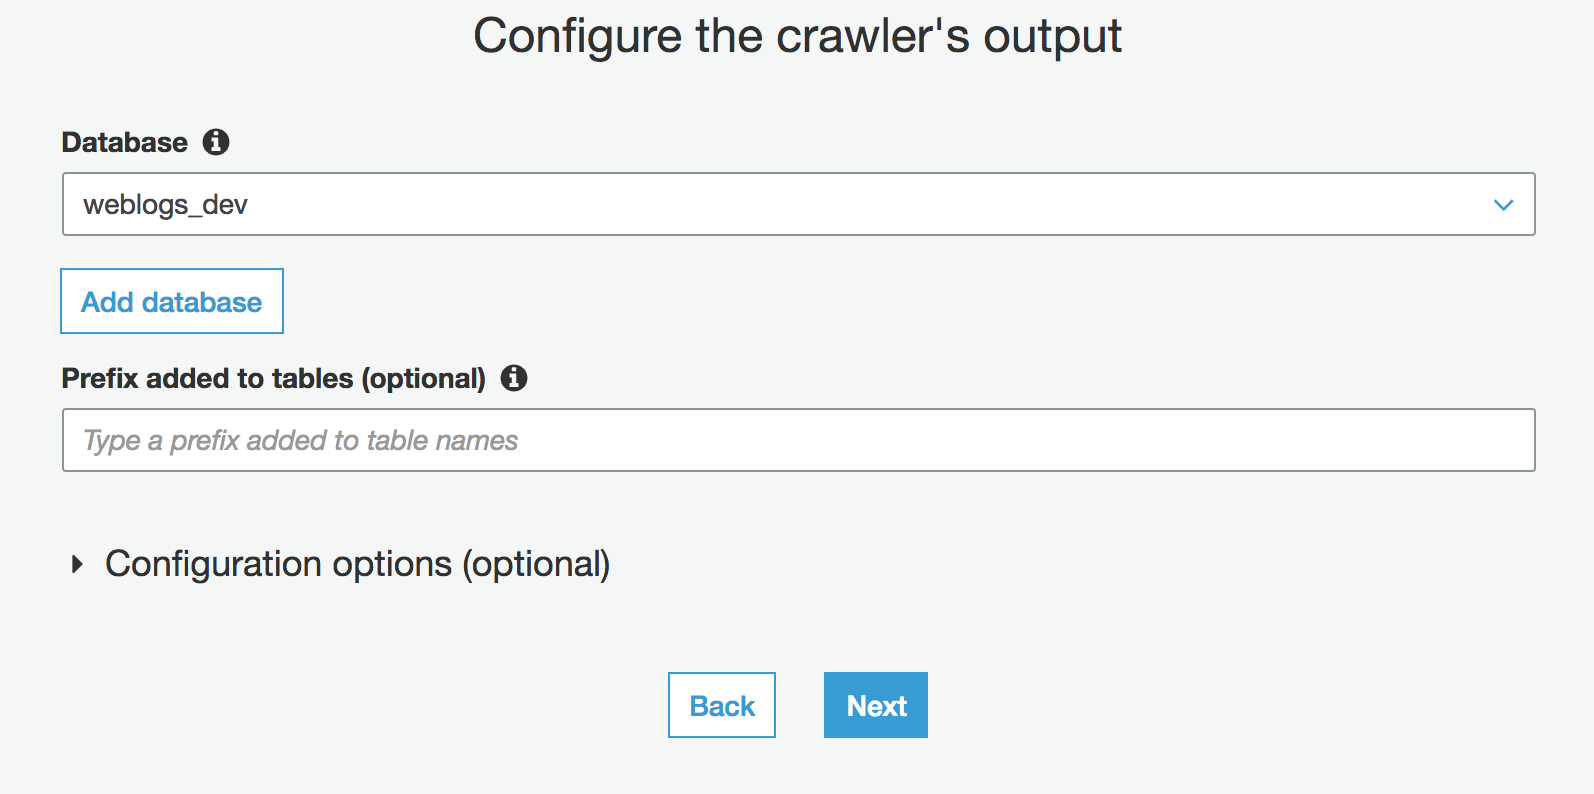 Configure the crawler's output
Database
weblogs_dev
Add database
Prefix added to tables (optional)
Type a prefix added to table names
Configuration options (optional)
Back
Next